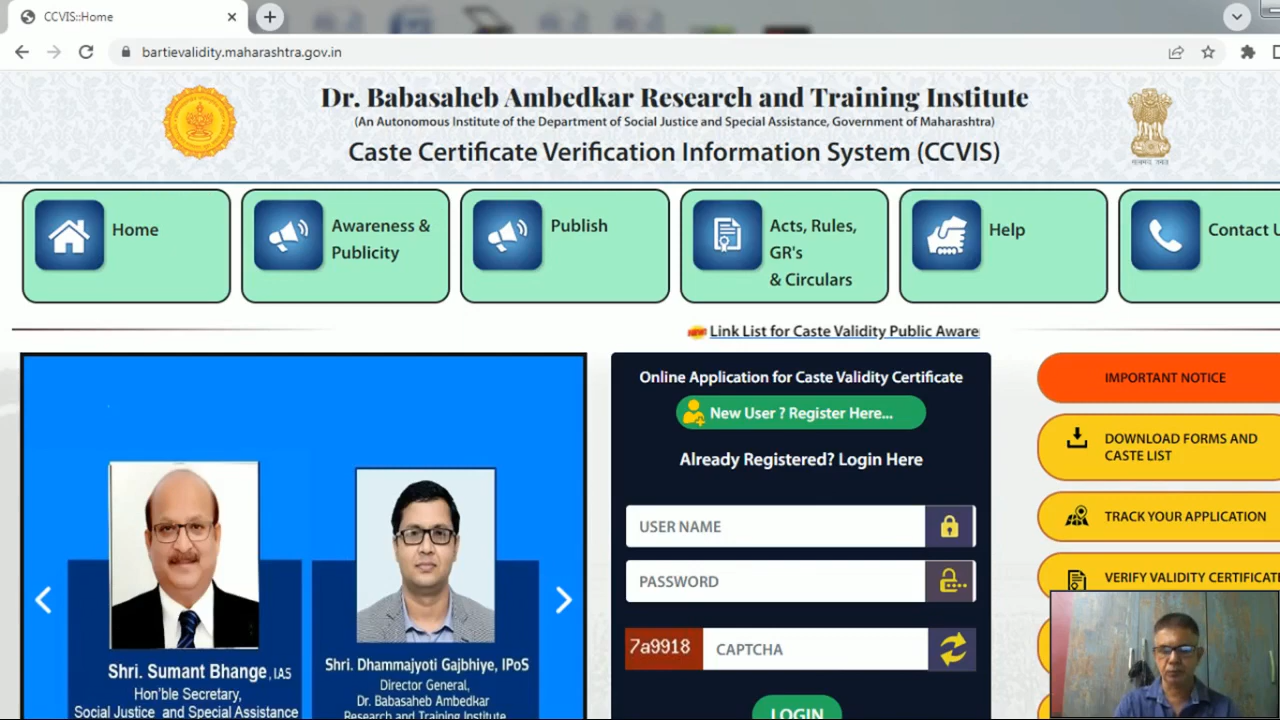 CCVIS::Home
bartievalidity.maharashtra.gov.in
Dr. Babasaheb Ambedkar Research and Training Institute
(An Autonomous Institute of the Department of Social Justice and Special Assistance, Government of Maharashtra)
Caste Certificate Verification Information System (CCVIS)
Home
Awareness &
Publicity
Publish
Acts, Rules,
GR's
& Circulars
Help
Contact U
Link List for Caste Validity Public Aware
Online Application for Caste Validity Certificate
New User ? Register Here...
Already Registered? Login Here
USER NAME
PASSWORD
7a9918
CAPTCHA
LOGIN
IMPORTANT NOTICE
DOWNLOAD FORMS AND
CASTE LIST
TRACK YOUR APPLICATION
VERIFY VALIDITY CERTIFICATE
Shri. Sumant Bhange, IAS
Hon'ble Secretary,
Social Justice and Special Assistance
Shri. Dhammajyoti Gajbhiye, IPoS
Director General,
Dr. Babasaheb Ambedkar
Research and Training Institute